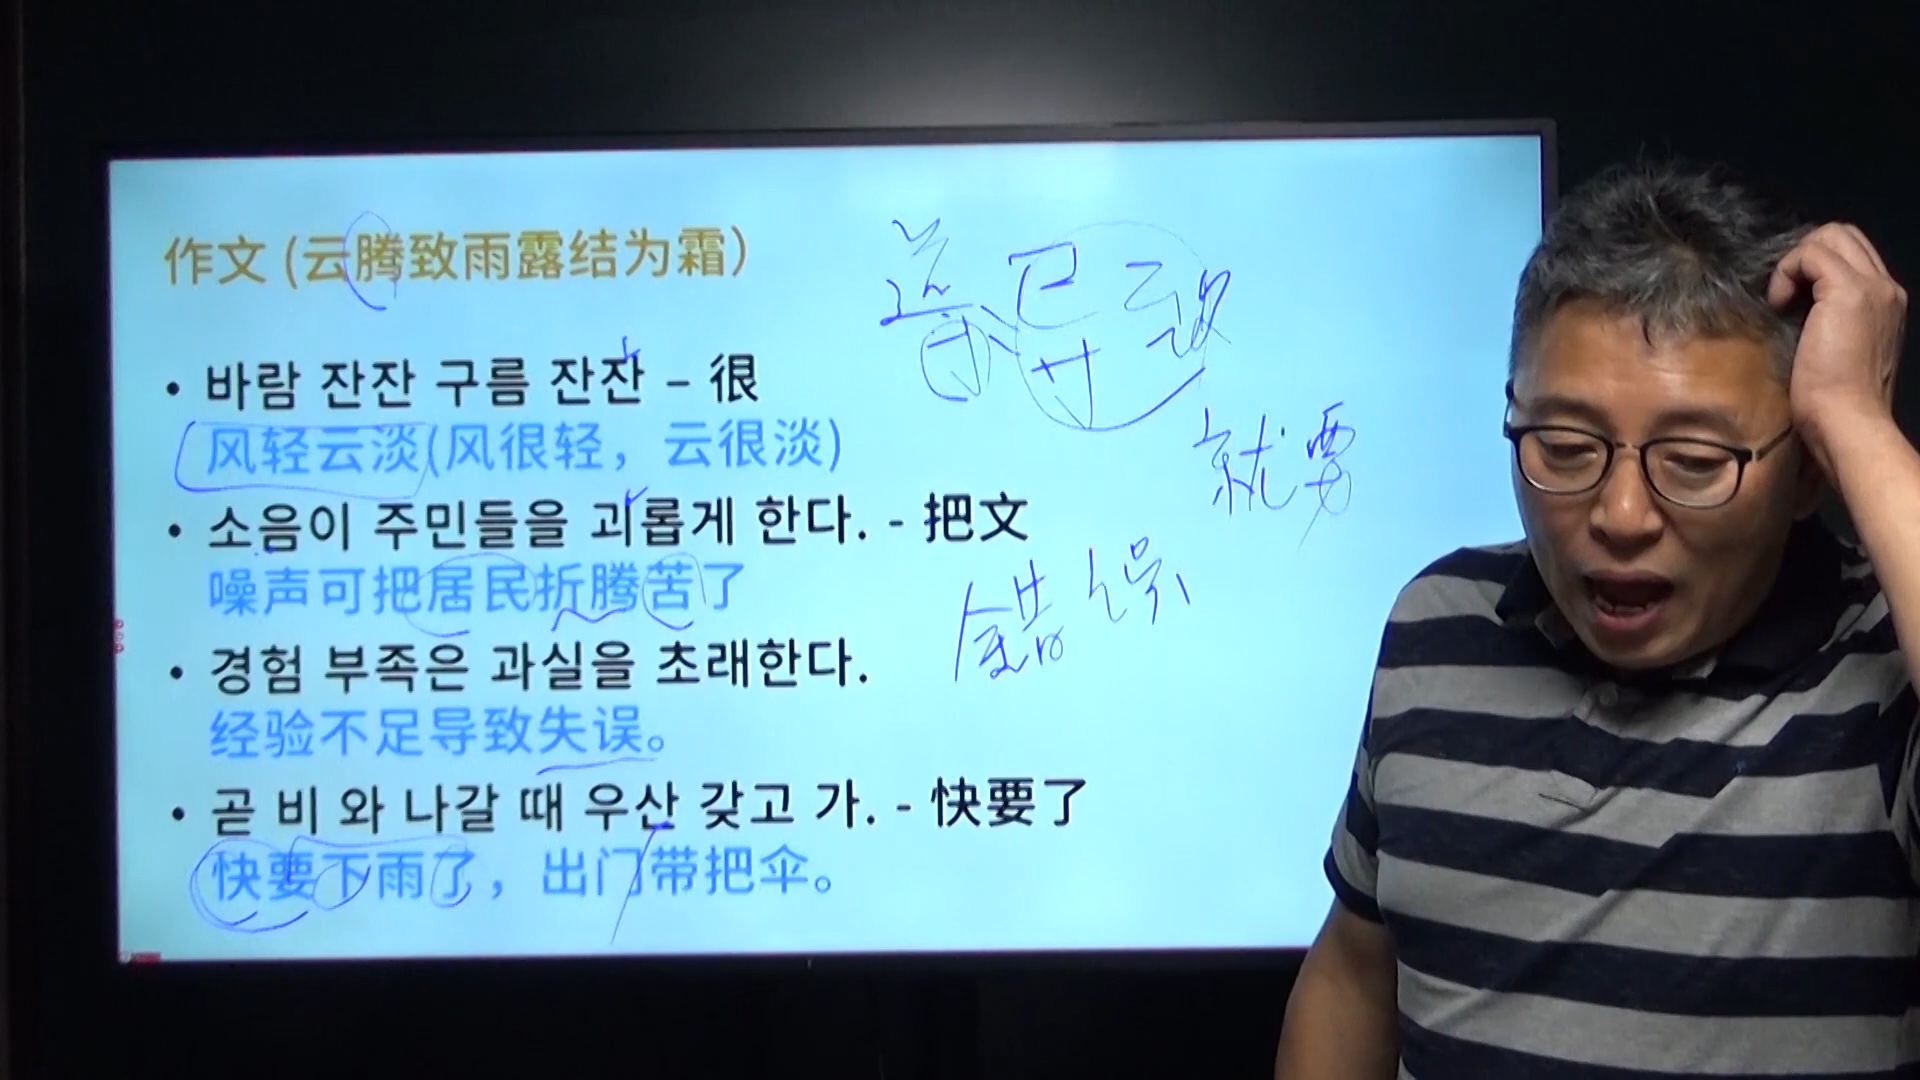 作文 (云腾致雨露结为霜)
• 바람 잔잔 구름 잔잔 – 很
风轻云淡(风很轻，云很淡)
• 소음이 주민들을 괴롭게 한다. - 把文
噪声可把居民折腾苦了
• 경험 부족은 과실을 초래한다.
经验不足导致失误。
• 곧 비 와 나갈 때 우산 갖고 가. - 快要了
快要下雨了，出门带把伞。
就要
错误